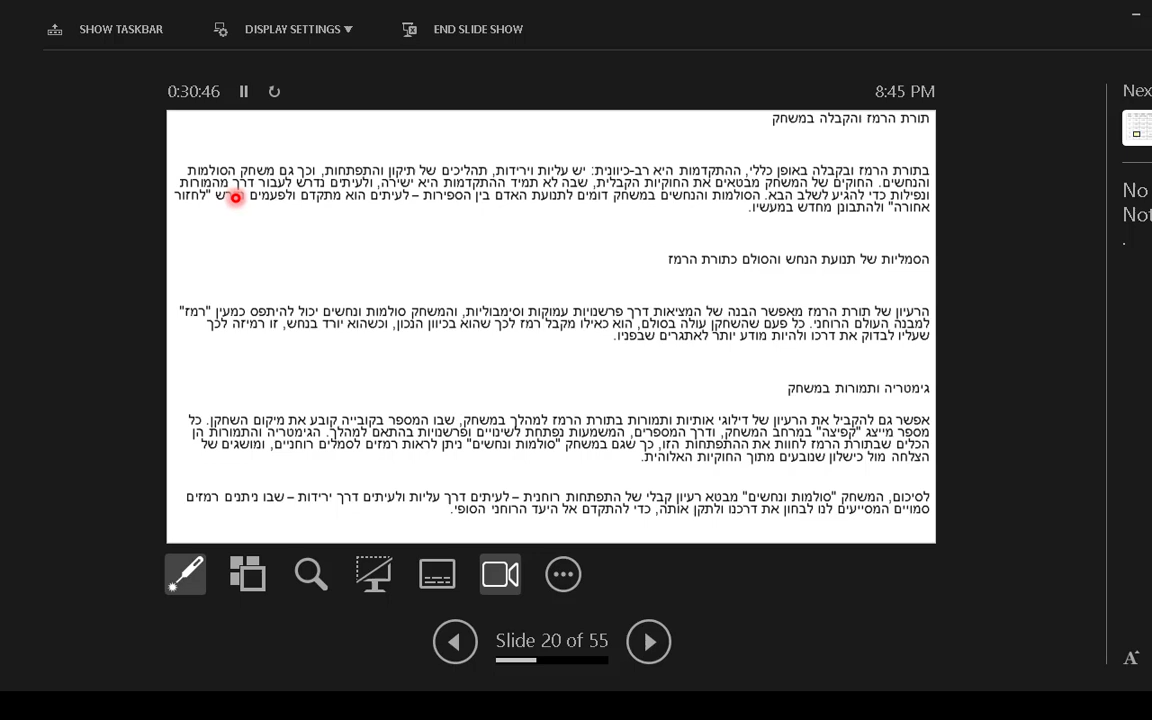 SHOW TASKBAR
DISPLAY SETTINGS
END SLIDE SHOW
0:30:46
8:45 PM
Nex
תורת הרמז והקבלה במשחק
בתורת הרמז ובקבלה באופן כללי, ההתקדמות היא רב-כיוונית: יש עליות וירידות, תהליכים של תיקון והתפתחות, וכך גם משחק הסולמות
והנחשים. החוקים של המשחק מבטאים את החוקיות הקבלית, שבה לא תמיד ההתקדמות היא ישירה, ולעיתים נדרש לעבור דרך מהמורות
ונפילות כדי להגיע לשלב הבא. הסולמות והנחשים במשחק דומים לתנועת האדם בין הספירות – לעיתים הוא מתקדם ולפעמים "לחזור
אחורה" ולהתבונן מחדש במעשיו.
הסמליות של תנועת הנחש והסולם כתורת הרמז
הרעיון של תורת הרמז מאפשר הבנה של המציאות דרך פרשנויות עמוקות וסימבוליות, והמשחק סולמות ונחשים יכול להיתפס כמעין "רמז"
למבנה העולם הרוחני. כל פעם שהשחקן עולה בסולם, הוא כאילו מקבל רמז לכך שהוא בכיוון הנכון, וכשהוא יורד בנחש, זו רמיזה לכך
שעליו לבדוק את דרכו ולהיות מודע יותר לאתגרים שבפניו.
גימטריה ותמורות במשחק
אפשר גם להקביל את הרעיון של דילוגי אותיות ותמורות בתורת הרמז למהלך במשחק, שבו המספר בקובייה קובע את מיקום השחקן. כל
מספר מייצג "קפיצה" במרחב המשחק, ודרך המספרים, המשמעות נפתחת לשינויים ופרשנויות בהתאם למהלך. הגימטריה והתמורות הן
הכלים שבתורת הרמז לחוות את ההתפתחות הזו, כך שגם במשחק "סולמות ונחשים" ניתן לראות רמזים לסמלים רוחניים, ומושגים של
הצלחה מול כישלון שנובעים מתוך החוקיות האלוהית.
לסיכום, המשחק "סולמות ונחשים" מבטא רעיון קבלי של התפתחות רוחנית – לעיתים דרך עליות ולעיתים דרך ירידות – שבו ניתנים רמזים
סמויים המסייעים לנו לבחון את דרכנו ולתקן אותה, כדי להתקדם אל היעד הרוחני הסופי.
No
Not
.
Slide 20 of 55
A